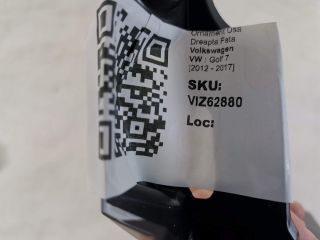 Ornament Usa
Dreapta Fata
Volkswagen
VW : Golf 7
[2012 - 2017]
SKU:
VIZ62880
Loc: